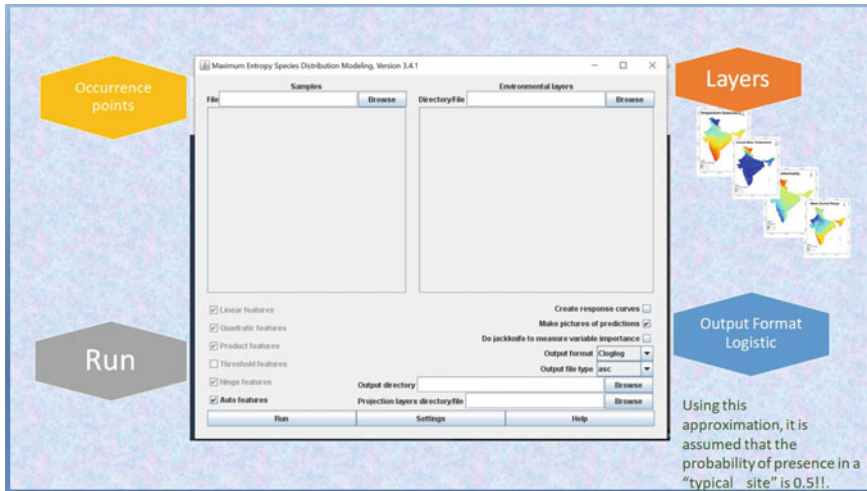 Occurrence
points
Maximum Entropy Species Distribution Modeling, Version 3.4.1
Samples
Environmental layers
File
Browse
Directory/File
Browse
Layers
Linear features
Quadratic features
Product features
Threshold features
Hinge features
Auto features
Create response curves
Make pictures of predictions
Do jackknife to measure variable importance
Output format Cloglog
Output file type asc
Output directory
Browse
Projection layers directory/file
Browse
Run
Settings
Help
Run
Output Format
Logistic
Using this
approximation, it is
assumed that the
probability of presence in a
“typical site” is 0.5!!.